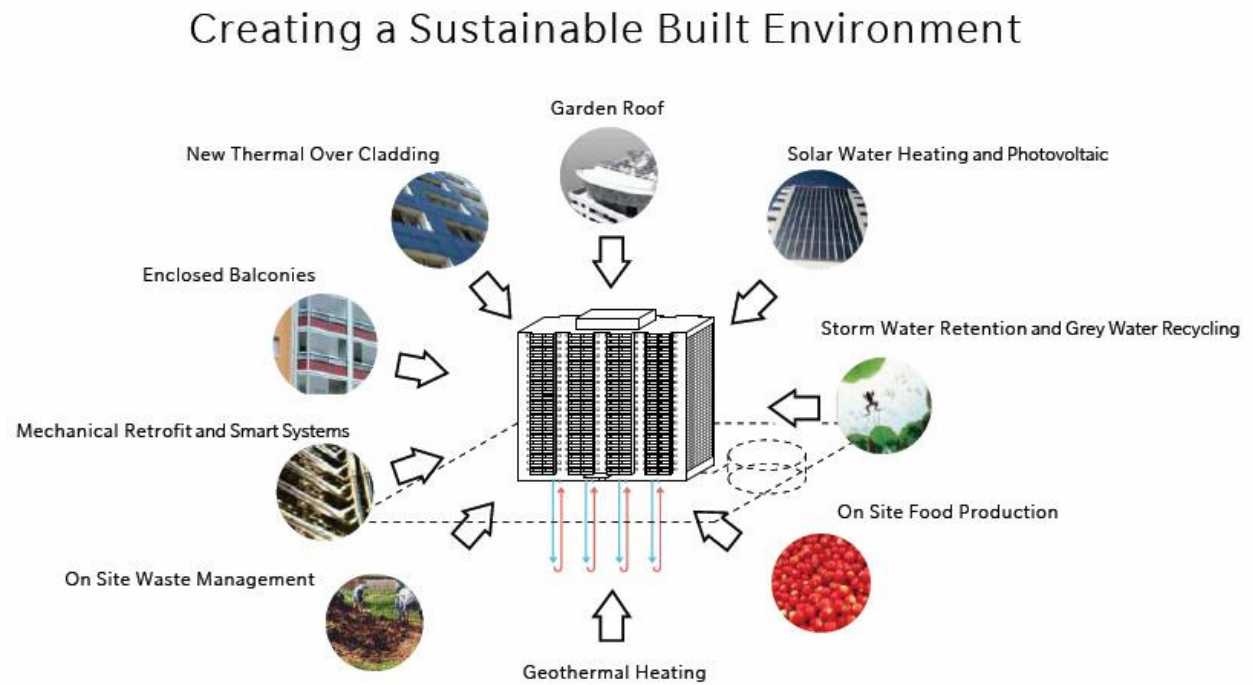 Creating a Sustainable Built Environment
Garden Roof
New Thermal Over Cladding
Solar Water Heating and Photovoltaic
Enclosed Balconies
Storm Water Retention and Grey Water Recycling
Mechanical Retrofit and Smart Systems
On Site Food Production
On Site Waste Management
Geothermal Heating